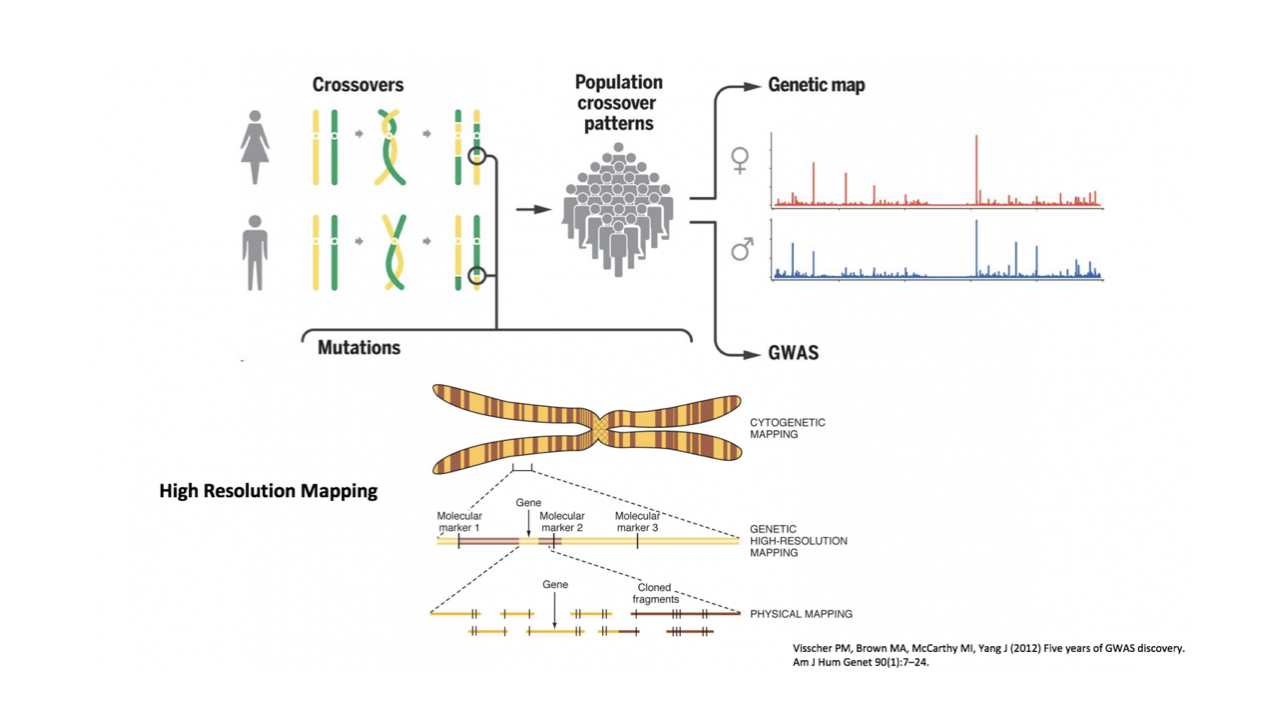 Crossovers
Population
crossover
patterns
Genetic map
♀
♂
Mutations
GWAS
CYTOGENETIC
MAPPING
High Resolution Mapping
Gene
Molecular
marker 1
Molecular
marker 2
Molecular
marker 3
GENETIC
HIGH-RESOLUTION
MAPPING
Gene
Cloned
fragments
PHYSICAL MAPPING
Visscher PM, Brown MA, McCarthy MI, Yang J (2012) Five years of GWAS discovery.
Am J Hum Genet 90(1):7–24.